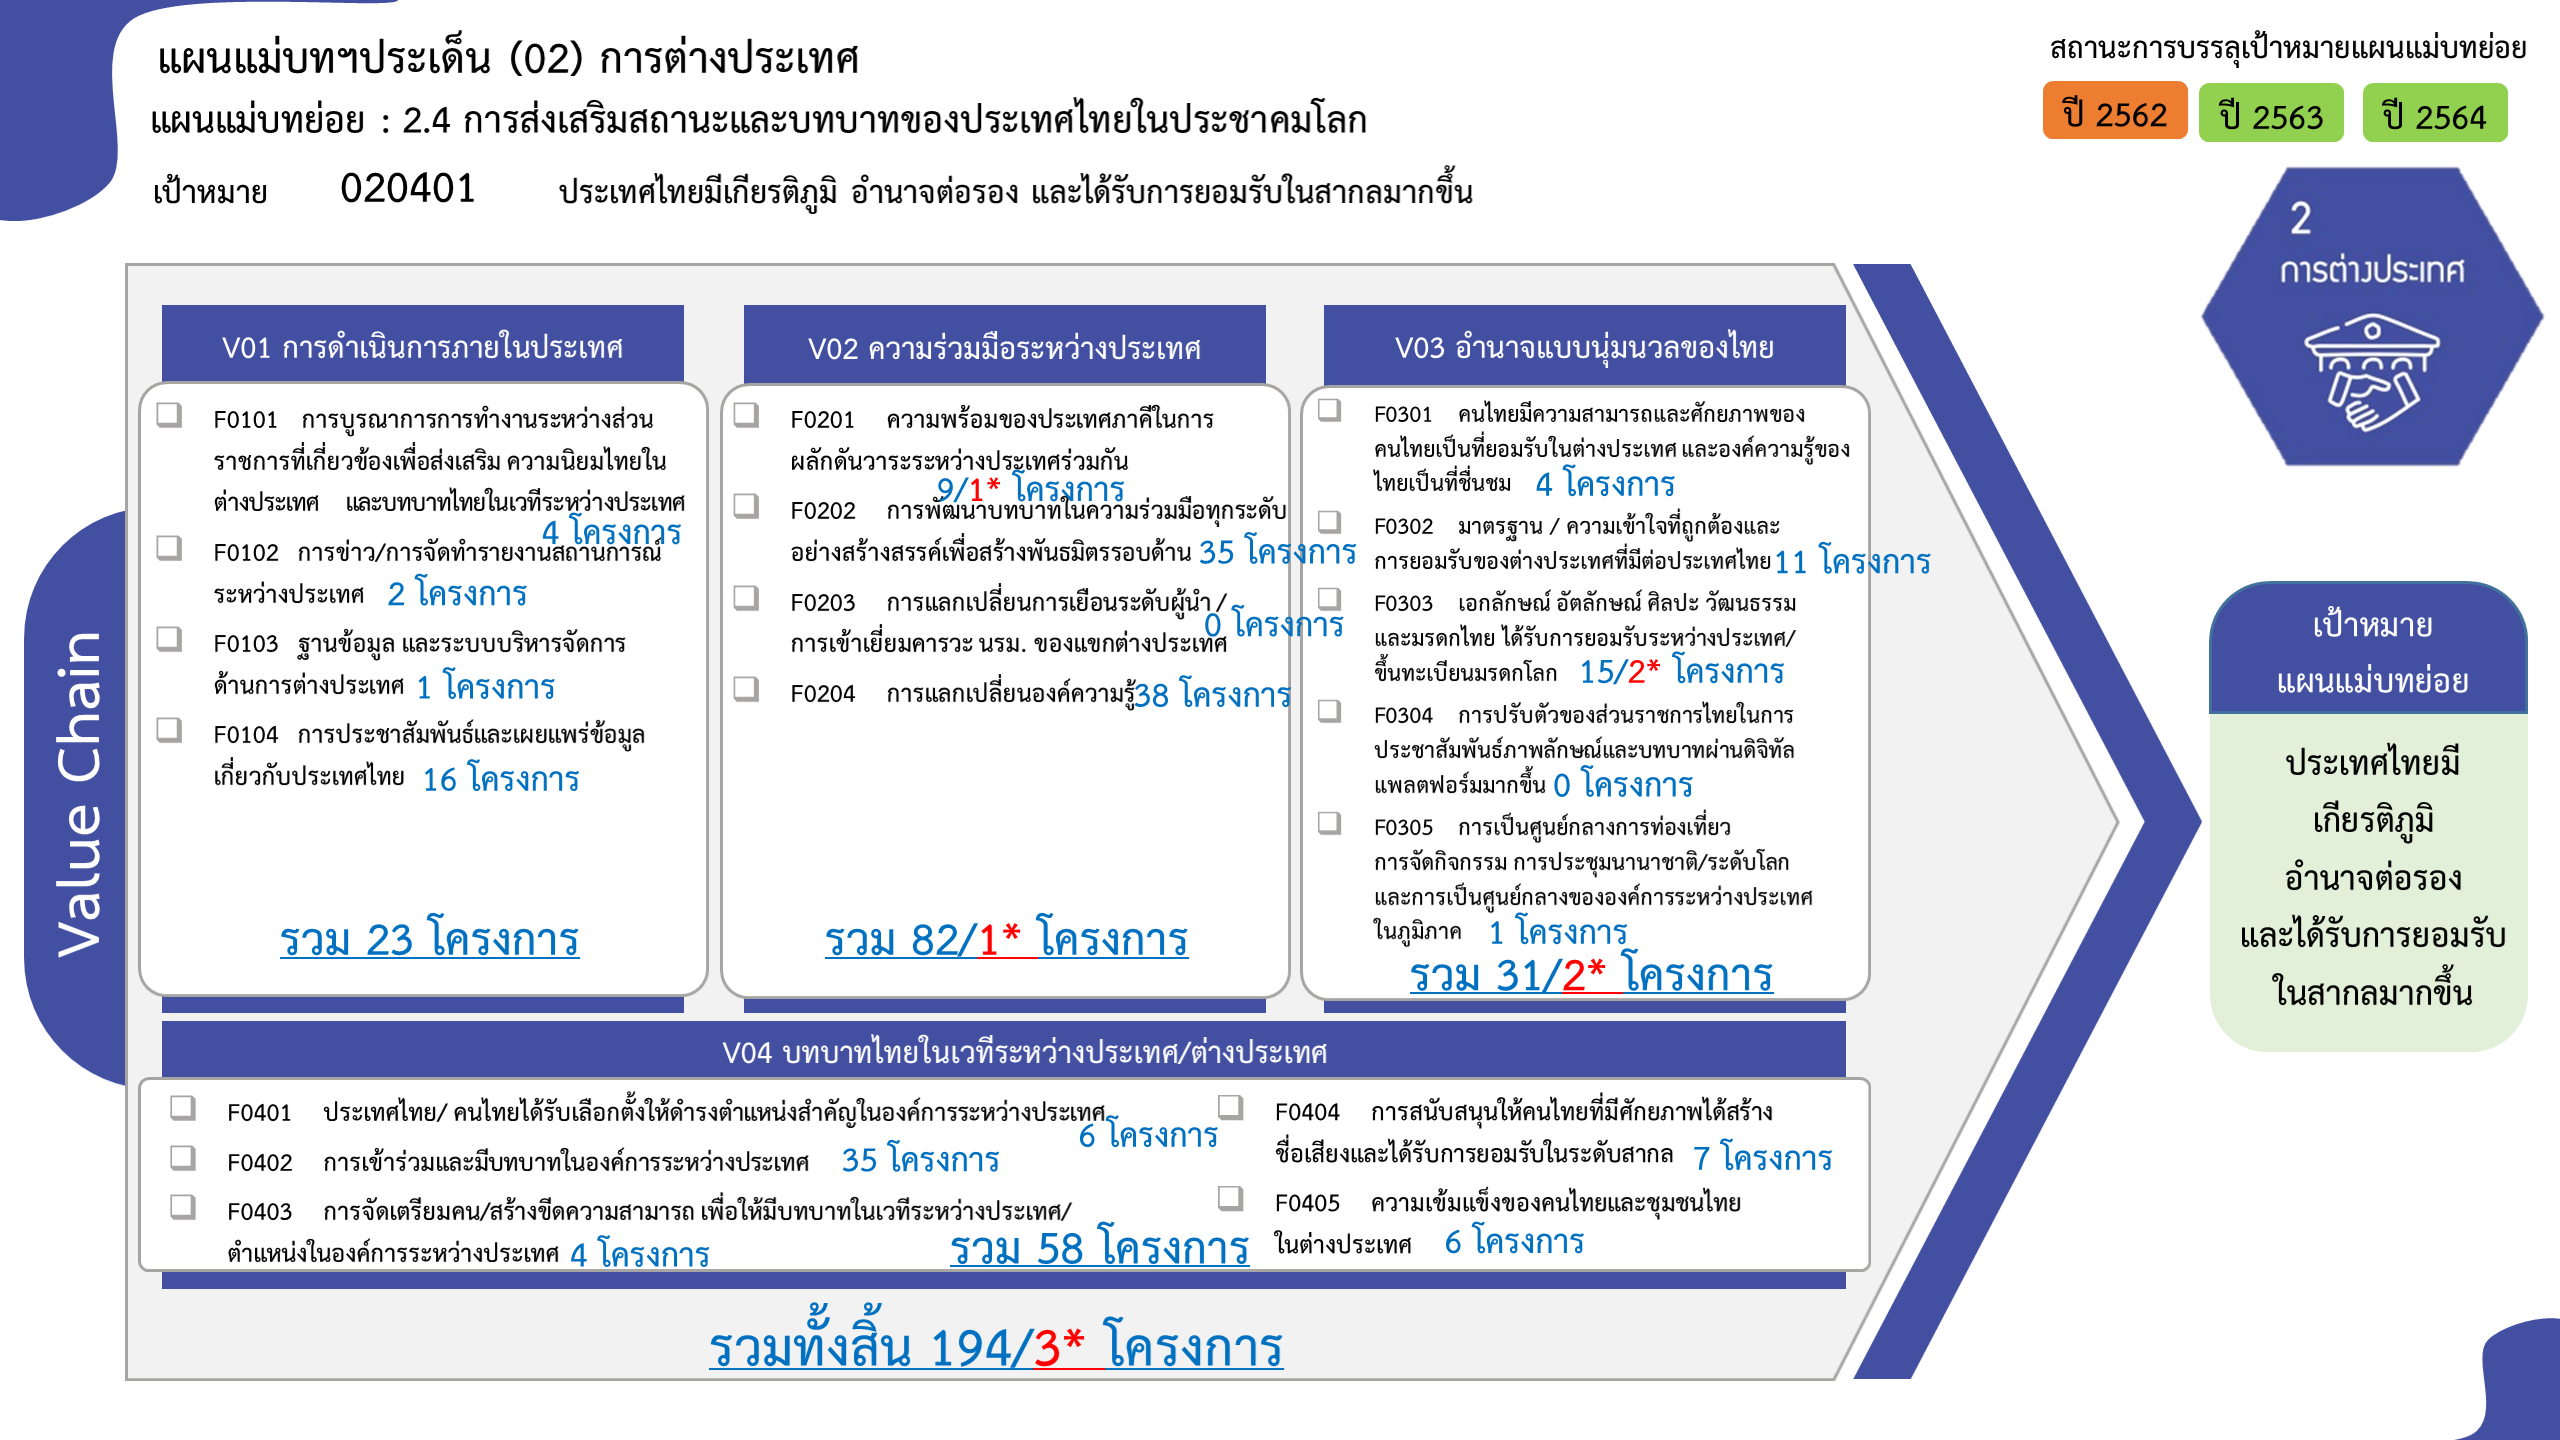 แผนแม่บทฯประเด็น (02) การต่างประเทศ
แผนแม่บทย่อย : 2.4 การส่งเสริมสถานะและบทบาทของประเทศไทยในประชาคมโลก
เป้าหมาย 020401 ประเทศไทยมีเกียรติภูมิ อำนาจต่อรอง และได้รับการยอมรับในสากลมากขึ้น
สถานะการบรรลุเป้าหมายแผนแม่บทย่อย
ปี 2562 ปี 2563 ปี 2564
2
การต่างประเทศ
Value Chain
V01 การดำเนินการภายในประเทศ
F0101 การบูรณาการการทำงานระหว่างส่วน
ราชการที่เกี่ยวข้องเพื่อส่งเสริม ความนิยมไทยใน
ต่างประเทศ และบทบาทไทยในเวทีระหว่างประเทศ
4 โครงการ
F0102 การข่าว/การจัดทำรายงานสถานการณ์
ระหว่างประเทศ 2 โครงการ
F0103 ฐานข้อมูล และระบบบริหารจัดการ
ด้านการต่างประเทศ 1 โครงการ
F0104 การประชาสัมพันธ์และเผยแพร่ข้อมูล
เกี่ยวกับประเทศไทย 16 โครงการ
รวม 23 โครงการ
V02 ความร่วมมือระหว่างประเทศ
F0201 ความพร้อมของประเทศภาคีในการ
ผลักดันวาระระหว่างประเทศร่วมกัน
9/1* โครงการ
F0202 การพัฒนาบทบาทในความร่วมมือทุกระดับ
อย่างสร้างสรรค์เพื่อสร้างพันธมิตรรอบด้าน 35 โครงการ
F0203 การแลกเปลี่ยนการเยือนระดับผู้นำ /
0 โครงการ
การเข้าเยี่ยมคารวะ นรม. ของแขกต่างประเทศ
F0204 การแลกเปลี่ยนองค์ความรู้ 38 โครงการ
รวม 82/1* โครงการ
V03 อำนาจแบบนุ่มนวลของไทย
F0301 คนไทยมีความสามารถและศักยภาพของ
คนไทยเป็นที่ยอมรับในต่างประเทศ และองค์ความรู้ของ
ไทยเป็นที่ชื่นชม 4 โครงการ
F0302 มาตรฐาน / ความเข้าใจที่ถูกต้องและ
การยอมรับของต่างประเทศที่มีต่อประเทศไทย 11 โครงการ
F0303 เอกลักษณ์ อัตลักษณ์ ศิลปะ วัฒนธรรม
และมรดกไทย ได้รับการยอมรับระหว่างประเทศ/
ขึ้นทะเบียนมรดกโลก 15/2* โครงการ
F0304 การปรับตัวของส่วนราชการไทยในการ
ประชาสัมพันธ์ภาพลักษณ์และบทบาทผ่านดิจิทัล
แพลตฟอร์มมากขึ้น 0 โครงการ
F0305 การเป็นศูนย์กลางการท่องเที่ยว
การจัดกิจกรรม การประชุมนานาชาติ/ระดับโลก
และการเป็นศูนย์กลางขององค์การระหว่างประเทศ
ในภูมิภาค 1 โครงการ
รวม 31/2* โครงการ
V04 บทบาทไทยในเวทีระหว่างประเทศ/ต่างประเทศ
F0401 ประเทศไทย/ คนไทยได้รับเลือกตั้งให้ดำรงตำแหน่งสำคัญในองค์การระหว่างประเทศ
6 โครงการ
F0402 การเข้าร่วมและมีบทบาทในองค์การระหว่างประเทศ 35 โครงการ
F0403 การจัดเตรียมคน/สร้างขีดความสามารถ เพื่อให้มีบทบาทในเวทีระหว่างประเทศ/
ตำแหน่งในองค์การระหว่างประเทศ 4 โครงการ
F0404 การสนับสนุนให้คนไทยที่มีศักยภาพได้สร้าง
ชื่อเสียงและได้รับการยอมรับในระดับสากล 7 โครงการ
F0405 ความเข้มแข็งของคนไทยและชุมชนไทย
ในต่างประเทศ 6 โครงการ
รวม 58 โครงการ
รวมทั้งสิ้น 194/3* โครงการ
เป้าหมาย
แผนแม่บทย่อย
ประเทศไทยมี
เกียรติภูมิ
อำนาจต่อรอง
และได้รับการยอมรับ
ในสากลมากขึ้น